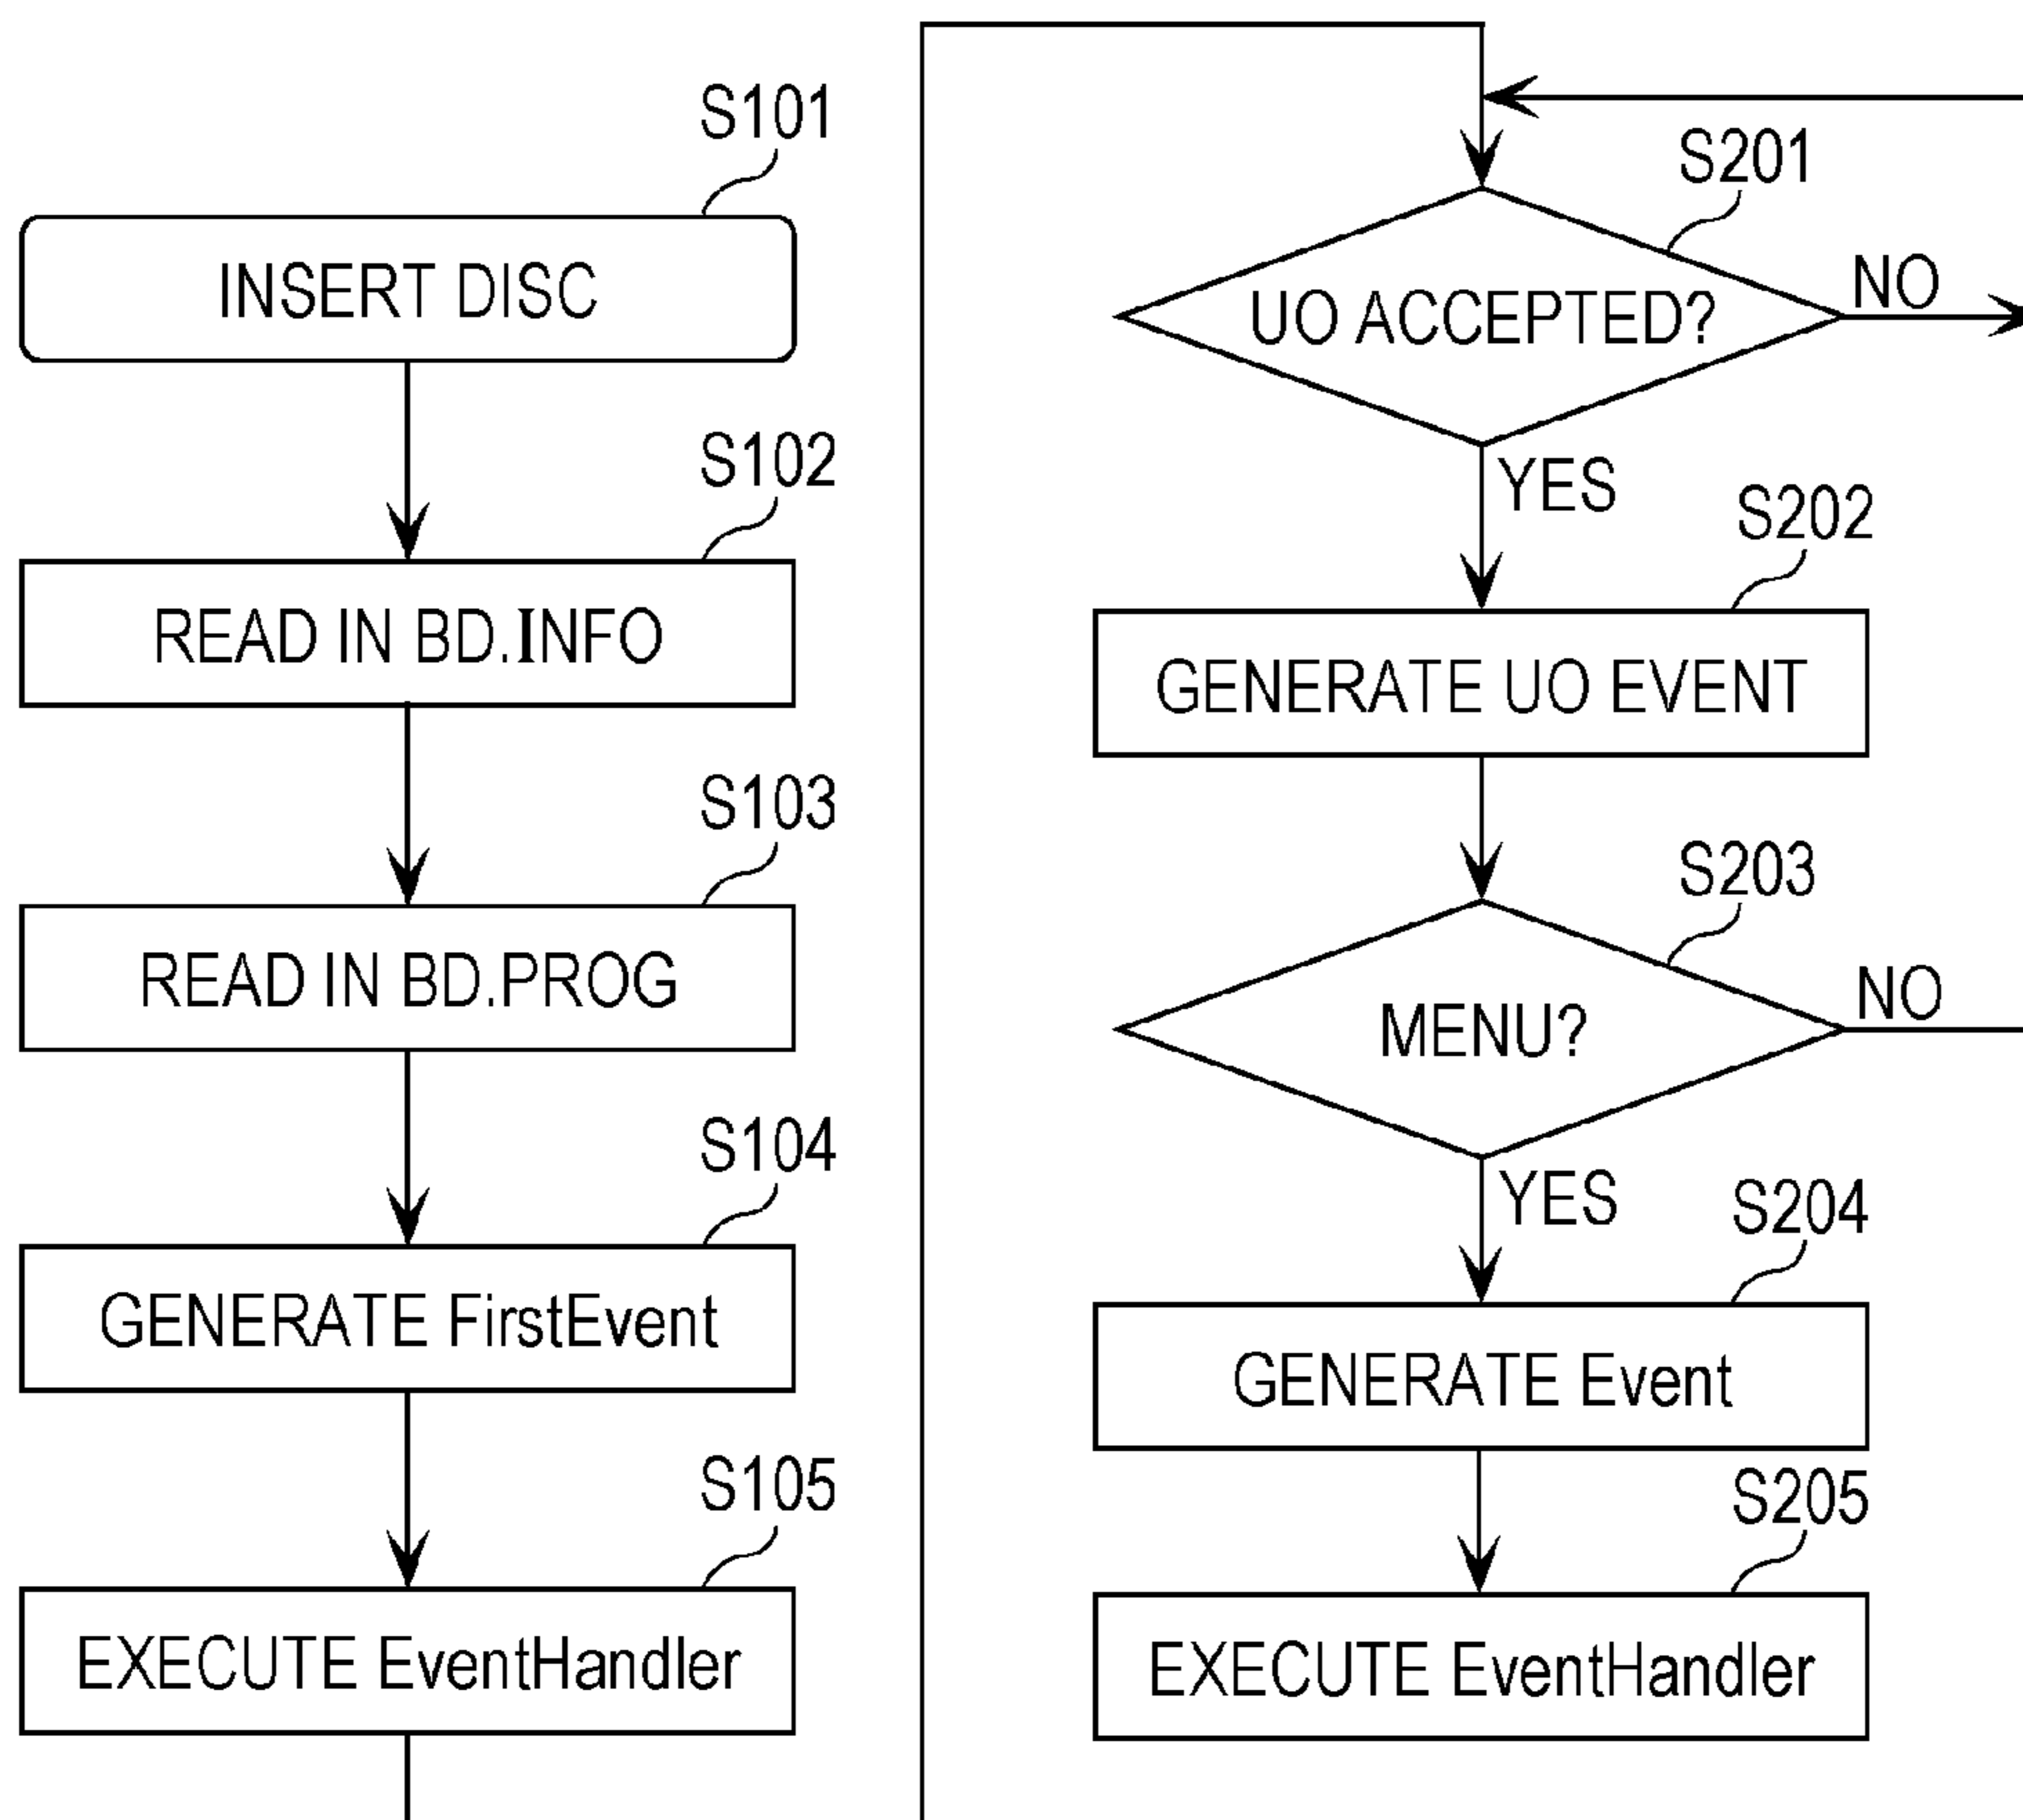 S101
INSERT DISC
S102
READ IN BD.INFO
S103
READ IN BD.PROG
S104
GENERATE FirstEvent
S105
EXECUTE EventHandler
S201
UO ACCEPTED?
NO
YES
S202
GENERATE UO EVENT
S203
MENU?
NO
YES
S204
GENERATE Event
S205
EXECUTE EventHandler